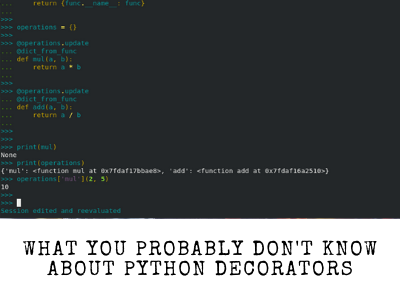 ...     return {func.__name__: func}
...
>>>
>>> operations = {}
>>>
>>> @operations.update
... @dict_from_func
... def mul(a, b):
...     return a * b
...
>>>
>>> @operations.update
... @dict_from_func
... def add(a, b):
...     return a / b
...
>>>
>>>
>>> print(mul)
None
>>> print(operations)
{'mul': <function mul at 0x7fdaf17bbae8>, 'add': <function add at 0x7fdaf16a2510>}
>>> operations['mul'](2, 5)
10
>>>
>>>
Session edited and reevaluated
WHAT YOU PROBABLY DON'T KNOW
ABOUT PYTHON DECORATORS